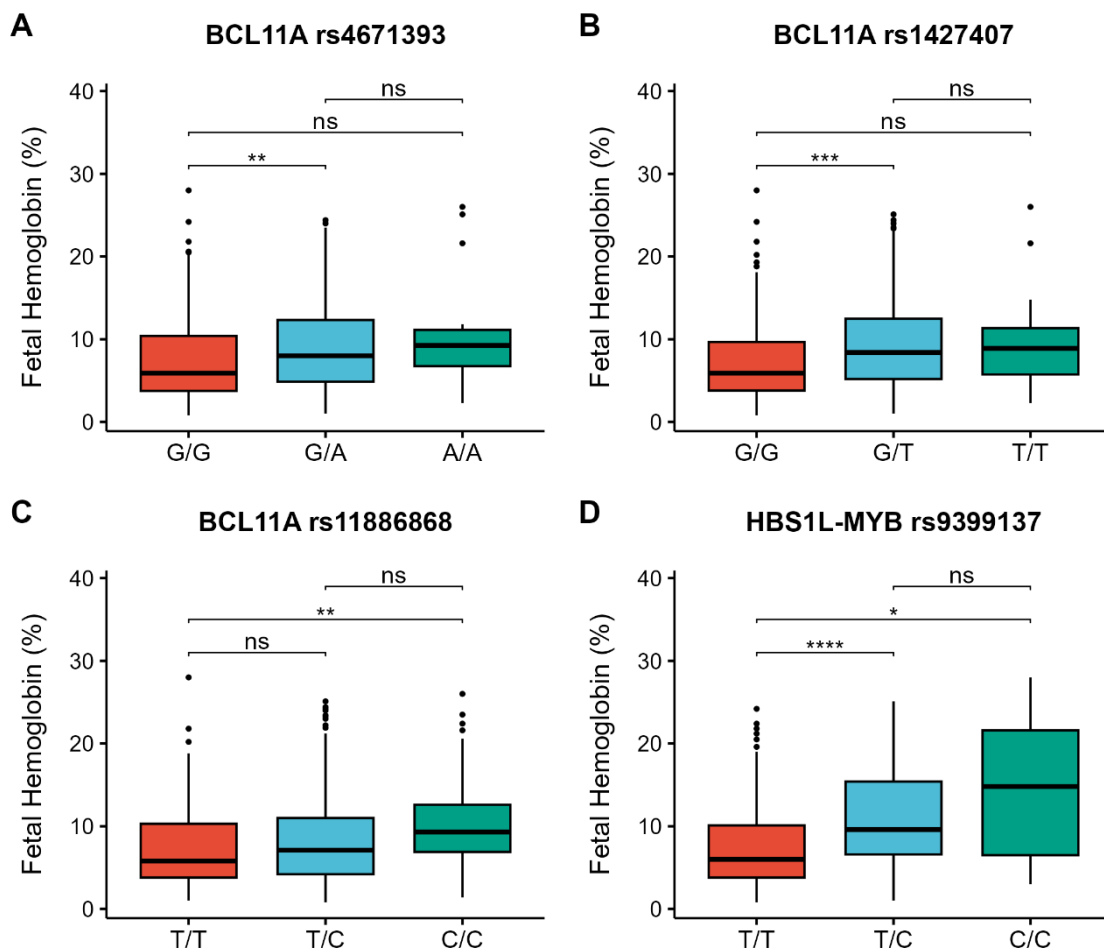 A
BCL11A rs4671393
Fetal Hemoglobin (%)
40
30
20
10
0
ns
ns
**
G/G G/A A/A
B
BCL11A rs1427407
Fetal Hemoglobin (%)
40
30
20
10
0
ns
ns
***
G/G G/T T/T
C
BCL11A rs11886868
Fetal Hemoglobin (%)
40
30
20
10
0
ns
**
ns
T/T T/C C/C
D
HBS1L-MYB rs9399137
Fetal Hemoglobin (%)
40
30
20
10
0
ns
*
****
T/T T/C C/C